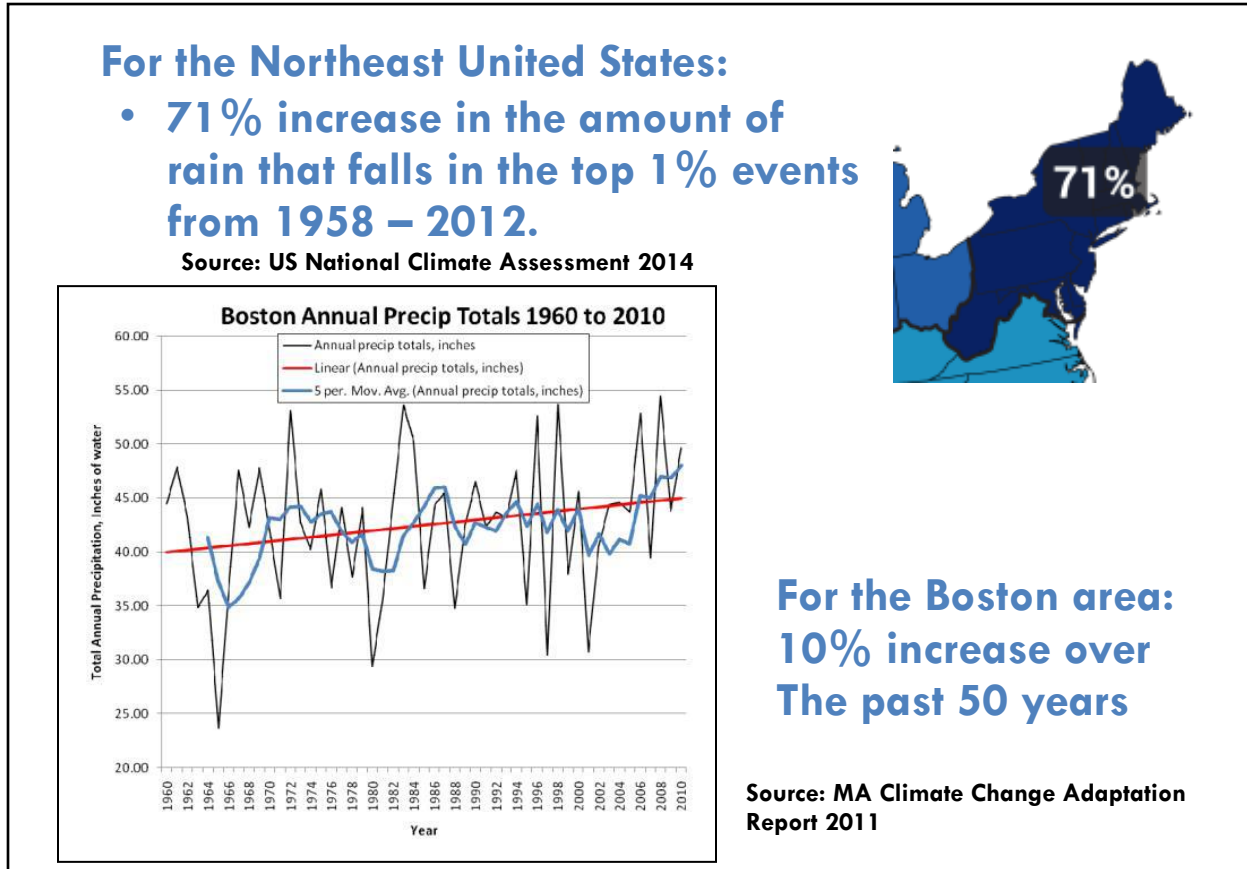 For the Northeast United States:
• 71% increase in the amount of
rain that falls in the top 1% events
from 1958 – 2012.
Source: US National Climate Assessment 2014
71%
Boston Annual Precip Totals 1960 to 2010
Annual precip totals, inches
Linear (Annual precip totals, inches)
5 per. Mov. Avg. (Annual precip totals, inches)
Total Annual Precipitation, Inches of water
60.00
55.00
50.00
45.00
40.00
35.00
30.00
25.00
20.00
1960 1962 1964 1966 1968 1970 1972 1974 1976 1978 1980 1982 1984 1986 1988 1990 1992 1994 1996 1998 2000 2002 2004 2006 2008 2010
Year
For the Boston area:
10% increase over
The past 50 years
Source: MA Climate Change Adaptation
Report 2011